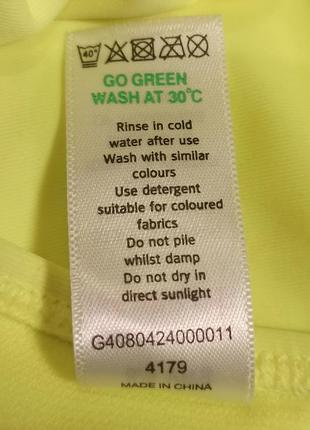 40°
GO GREEN
WASH AT 30°C
Rinse in cold
water after use
Wash with similar
colours
Use detergent
suitable for coloured
fabrics
Do not pile
whilst damp
Do not dry in
direct sunlight
G4080424000011
4179
MADE IN CHINA